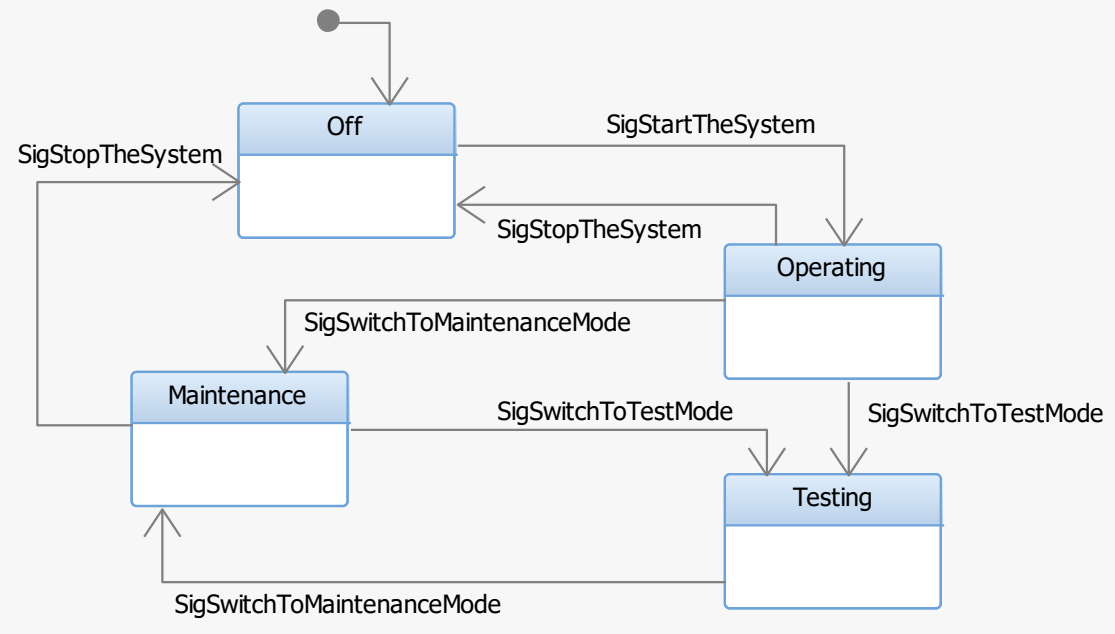 Off
SigStartTheSystem
SigStopTheSystem
SigStopTheSystem
Operating
SigSwitchToMaintenanceMode
Maintenance
SigSwitchToTestMode
SigSwitchToTestMode
Testing
SigSwitchToMaintenanceMode